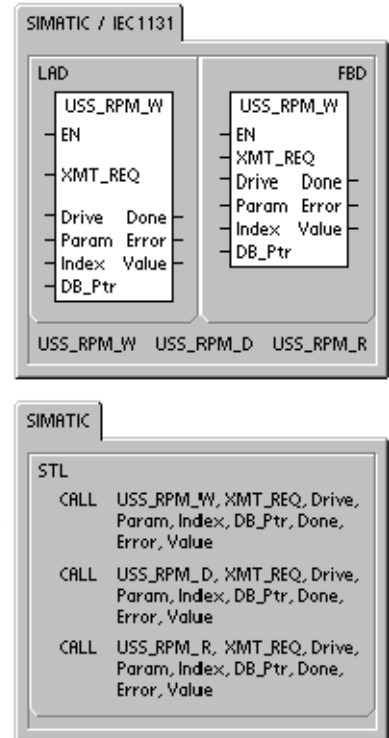 SIMATIC / IEC1131
LAD
USS_RPM_W
EN
XMT_REQ
Drive Done
Param Error
Index Value
DB_Ptr
FBD
USS_RPM_W
EN
XMT_REQ
Drive Done
Param Error
Index Value
DB_Ptr
USS_RPM_W USS_RPM_D USS_RPM_R
SIMATIC
STL
CALL USS_RPM_W, XMT_REQ, Drive,
Param, Index, DB_Ptr, Done,
Error, Value
CALL USS_RPM_D, XMT_REQ, Drive,
Param, Index, DB_Ptr, Done,
Error, Value
CALL USS_RPM_R, XMT_REQ, Drive,
Param, Index, DB_Ptr, Done,
Error, Value